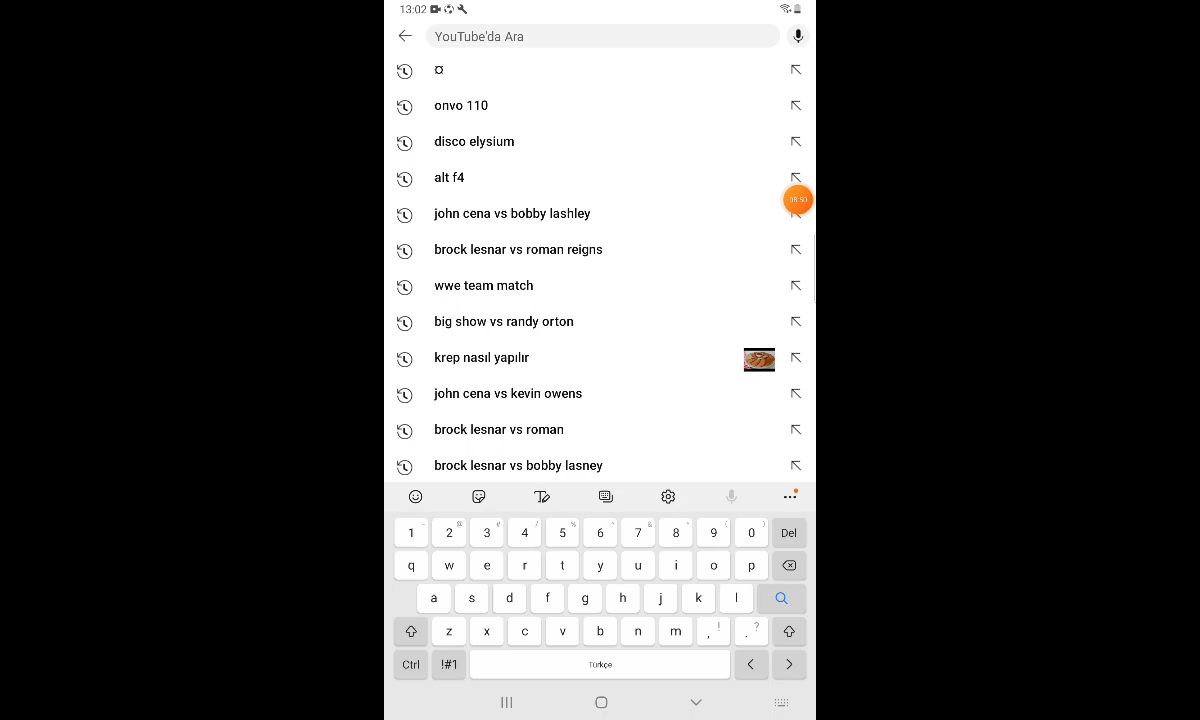 13:02
YouTube'da Ara
¤
onvo 110
disco elysium
alt f4
08:50
john cena vs bobby lashley
brock lesnar vs roman reigns
wwe team match
big show vs randy orton
krep nasıl yapılır
john cena vs kevin owens
brock lesnar vs roman
brock lesnar vs bobby lasney
1 2 @ 3 # 4 / 5 % 6 ^ 7 & 8 * 9 ( 0 ) Del
q w e r t y u i o p
a s d f g h j k l
z x c v b n m , ! . ?
Ctrl !#1 Türkçe < >